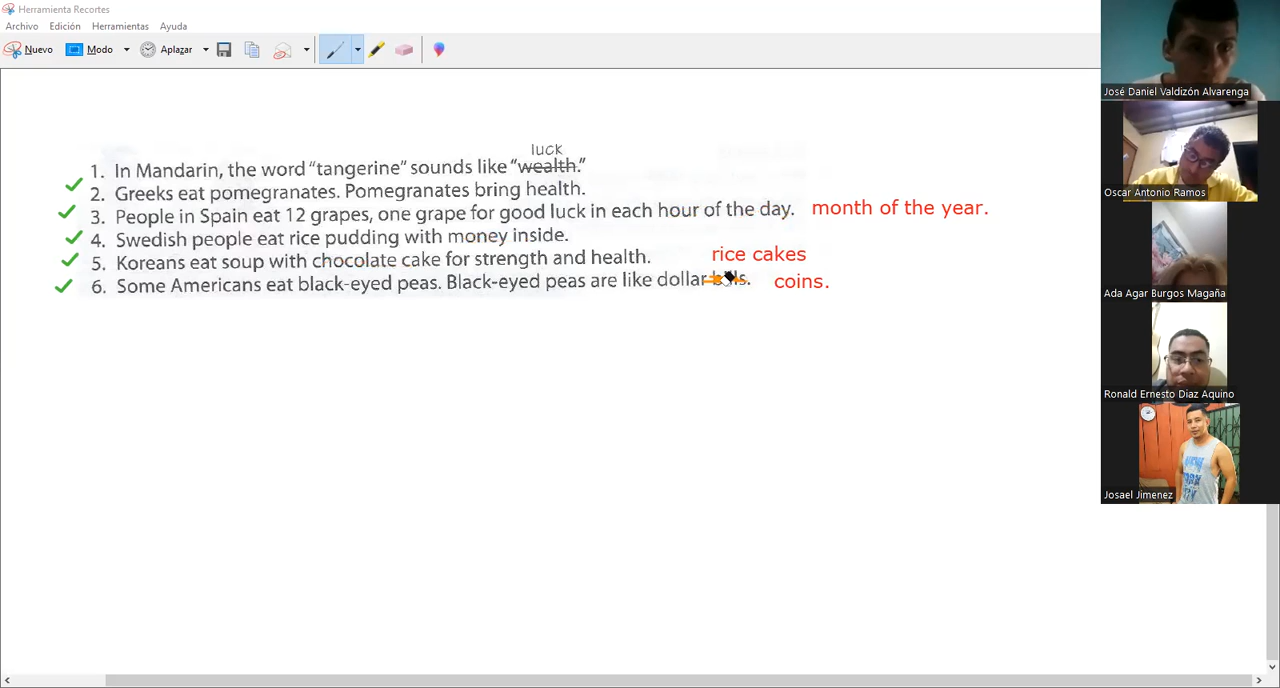 Herramienta Recortes
Archivo Edición Herramientas Ayuda
Nuevo Modo Aplazar
luck
1. In Mandarin, the word “tangerine” sounds like “wealth.”
2. Greeks eat pomegranates. Pomegranates bring health.
3. People in Spain eat 12 grapes, one grape for good luck in each hour of the day. month of the year.
4. Swedish people eat rice pudding with money inside.
rice cakes
5. Koreans eat soup with chocolate cake for strength and health.
6. Some Americans eat black-eyed peas. Black-eyed peas are like dollar bills. coins.
José Daniel Valdizón Alvarenga
Oscar Antonio Ramos
Ada Agar Burgos Magaña
Ronald Ernesto Diaz Aquino
Josael Jimenez